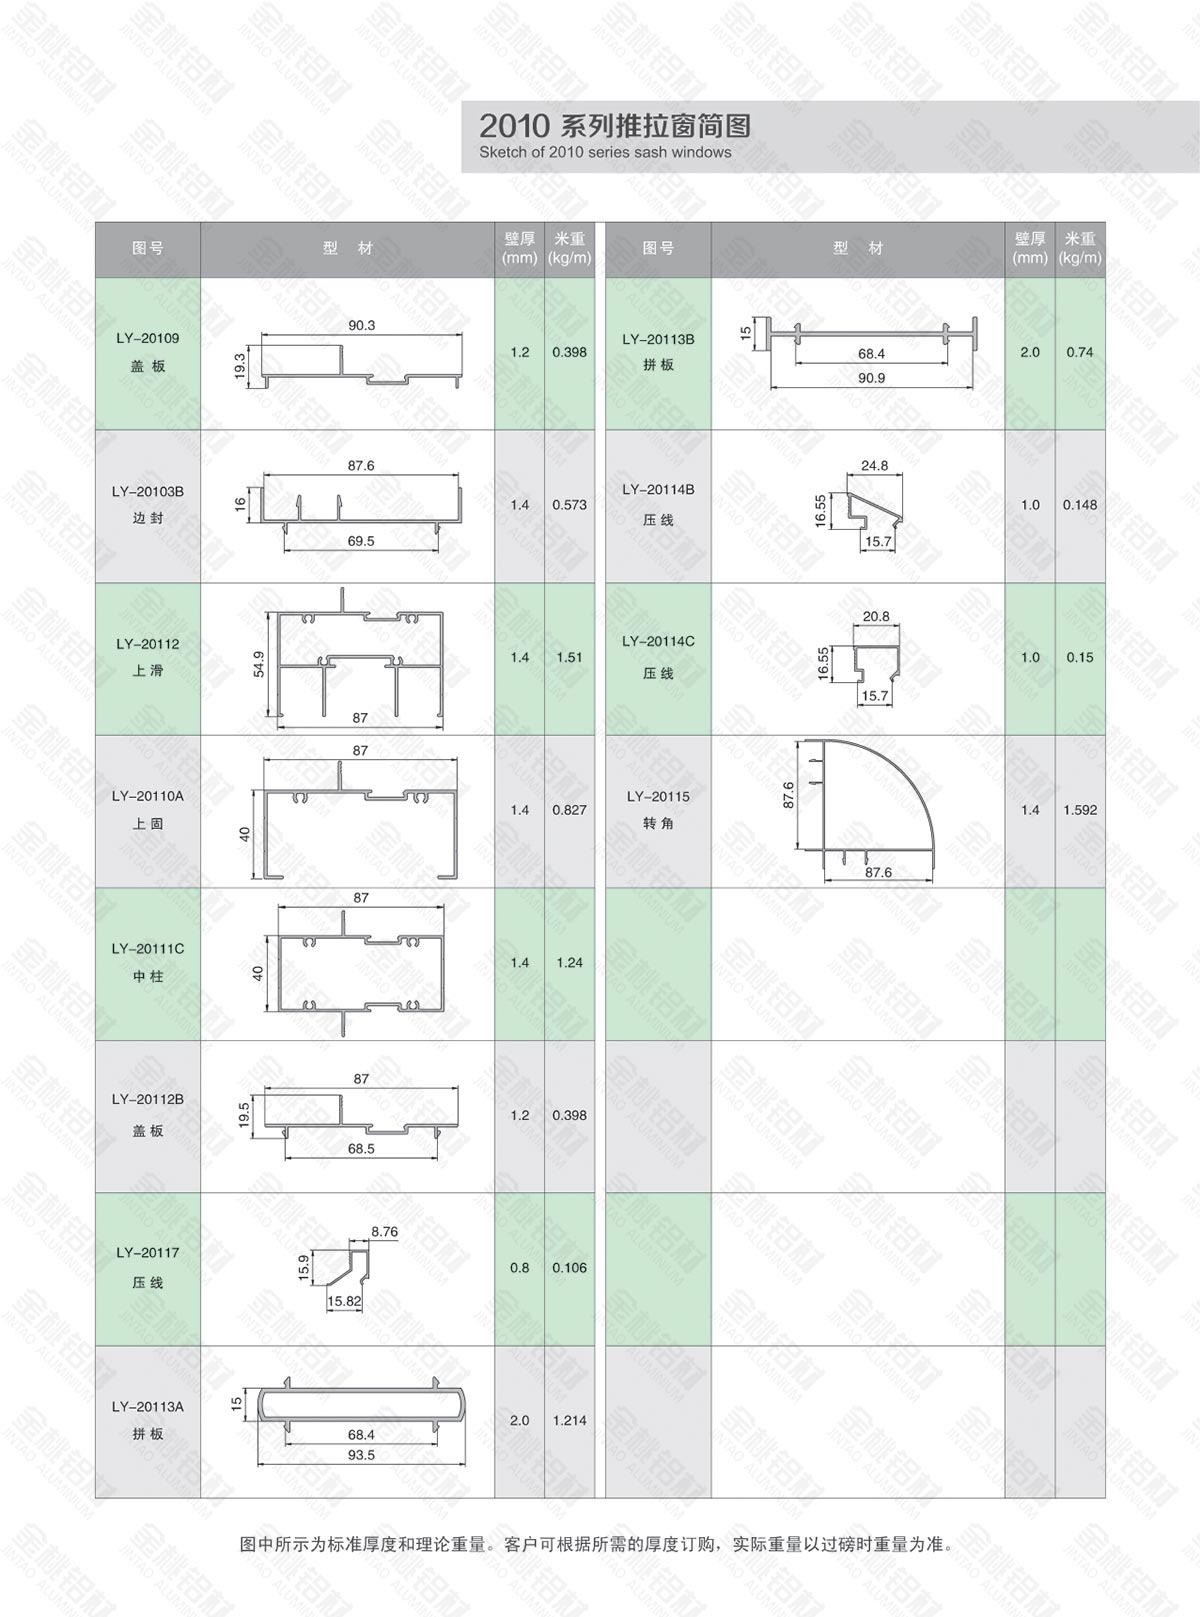 2010 系列推拉窗简图
Sketch of 2010 series sash windows
图号 型 材 壁厚(mm) 米重(kg/m)
图号 型 材 壁厚(mm) 米重(kg/m)
LY-20109
盖 板
90.3
19.3
1.2 0.398
LY-20103B
边 封
87.6
16
69.5
1.4 0.573
LY-20112
上 滑
54.9
87
1.4 1.51
LY-20110A
上 固
87
40
1.4 0.827
LY-20111C
中 柱
87
40
1.4 1.24
LY-20112B
盖 板
87
19.5
68.5
1.2 0.398
LY-20117
压 线
8.76
15.9
15.82
0.8 0.106
LY-20113A
拼 板
15
68.4
93.5
2.0 1.214
LY-20113B
拼 板
15
68.4
90.9
2.0 0.74
LY-20114B
压 线
24.8
16.55
15.7
1.0 0.148
LY-20114C
压 线
20.8
16.55
15.7
1.0 0.15
LY-20115
转 角
87.6
87.6
1.4 1.592
图中所示为标准厚度和理论重量。客户可根据所需的厚度订购，实际重量以过磅时重量为准。
金桃铝材
JINTAO ALUMINIUM